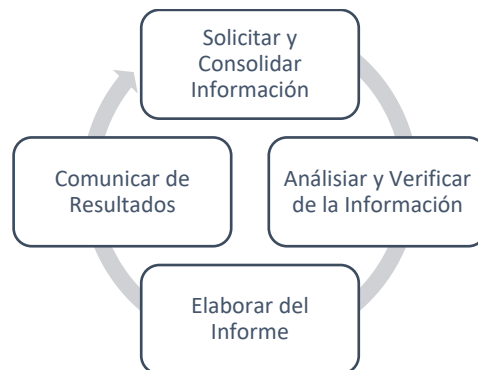 Solicitar y
Consolidar
Información
Análisiar y Verificar
de la Información
Elaborar del
Informe
Comunicar de
Resultados